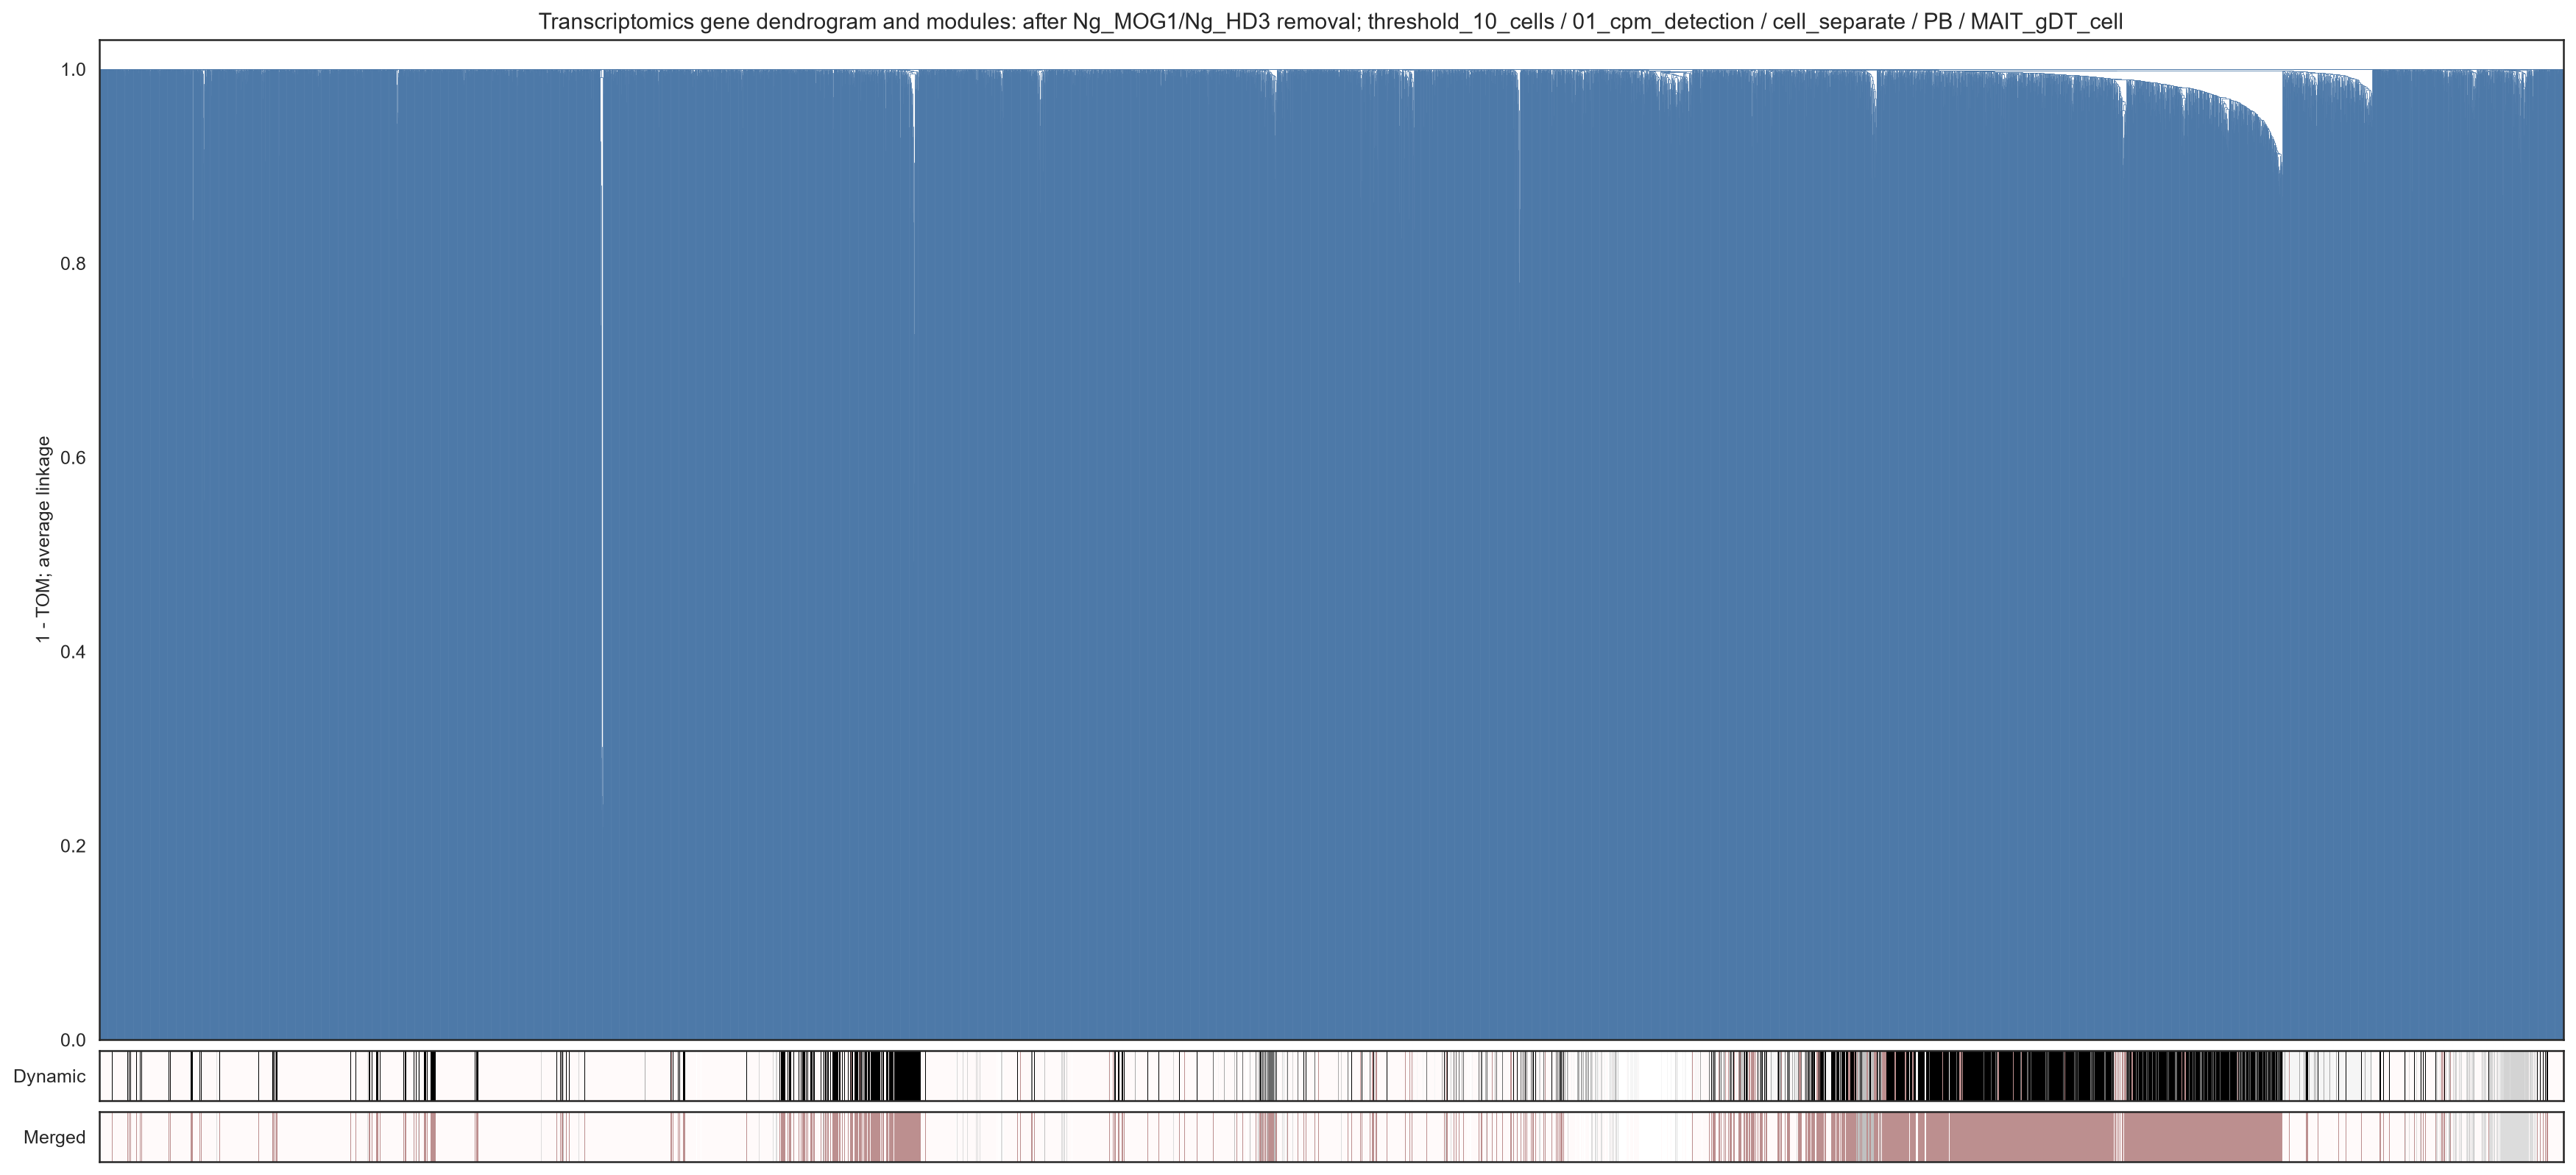 Transcriptomics gene dendrogram and modules: after Ng_MOG1/Ng_HD3 removal; threshold_10_cells / 01_cpm_detection / cell_separate / PB / MAIT_gDT_cell
1.0
0.8
0.6
0.4
0.2
0.0
1 - TOM; average linkage
Dynamic
Merged